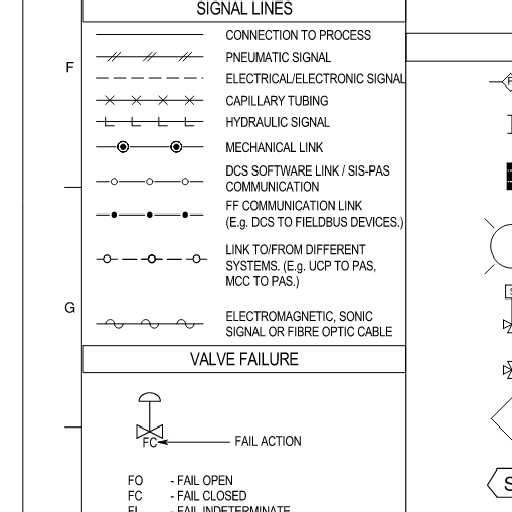 SIGNAL LINES
CONNECTION TO PROCESS
F
PNEUMATIC SIGNAL
ELECTRICAL/ELECTRONIC SIGNAL
CAPILLARY TUBING
HYDRAULIC SIGNAL
MECHANICAL LINK
DCS SOFTWARE LINK / SIS-PAS
COMMUNICATION
FF COMMUNICATION LINK
(E.g. DCS TO FIELDBUS DEVICES.)
LINK TO/FROM DIFFERENT
SYSTEMS. (E.g. UCP TO PAS,
MCC TO PAS.)
G
ELECTROMAGNETIC, SONIC
SIGNAL OR FIBRE OPTIC CABLE
VALVE FAILURE
FC
FAIL ACTION
FO - FAIL OPEN
FC - FAIL CLOSED
FI - FAIL INDETERMINATE
S